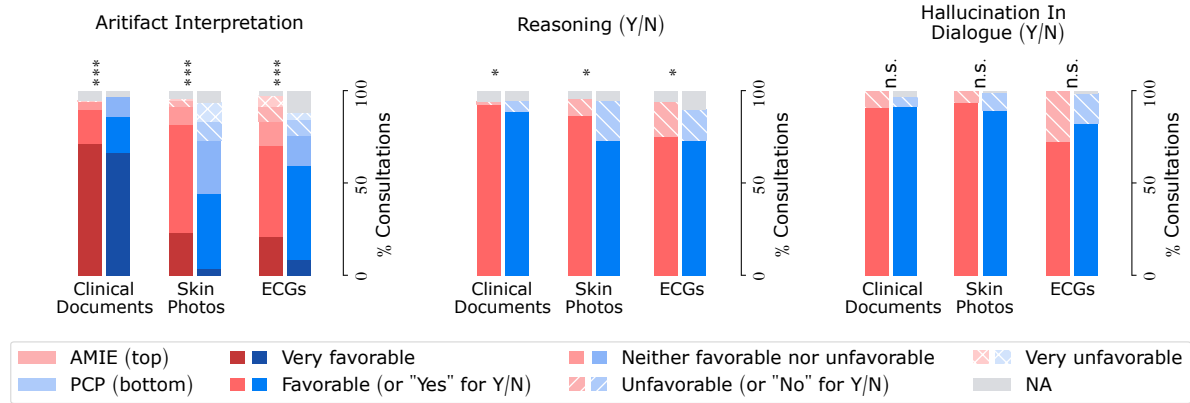 Aritifact Interpretation
***
***
***
100
50
0
% Consultations
Clinical
Documents
Skin
Photos
ECGs
Reasoning (Y/N)
*
*
*
100
50
0
% Consultations
Clinical
Documents
Skin
Photos
ECGs
Hallucination In
Dialogue (Y/N)
n.s.
n.s.
n.s.
100
50
0
% Consultations
Clinical
Documents
Skin
Photos
ECGs
AMIE (top)
PCP (bottom)
Very favorable
Favorable (or "Yes" for Y/N)
Neither favorable nor unfavorable
Unfavorable (or "No" for Y/N)
Very unfavorable
NA